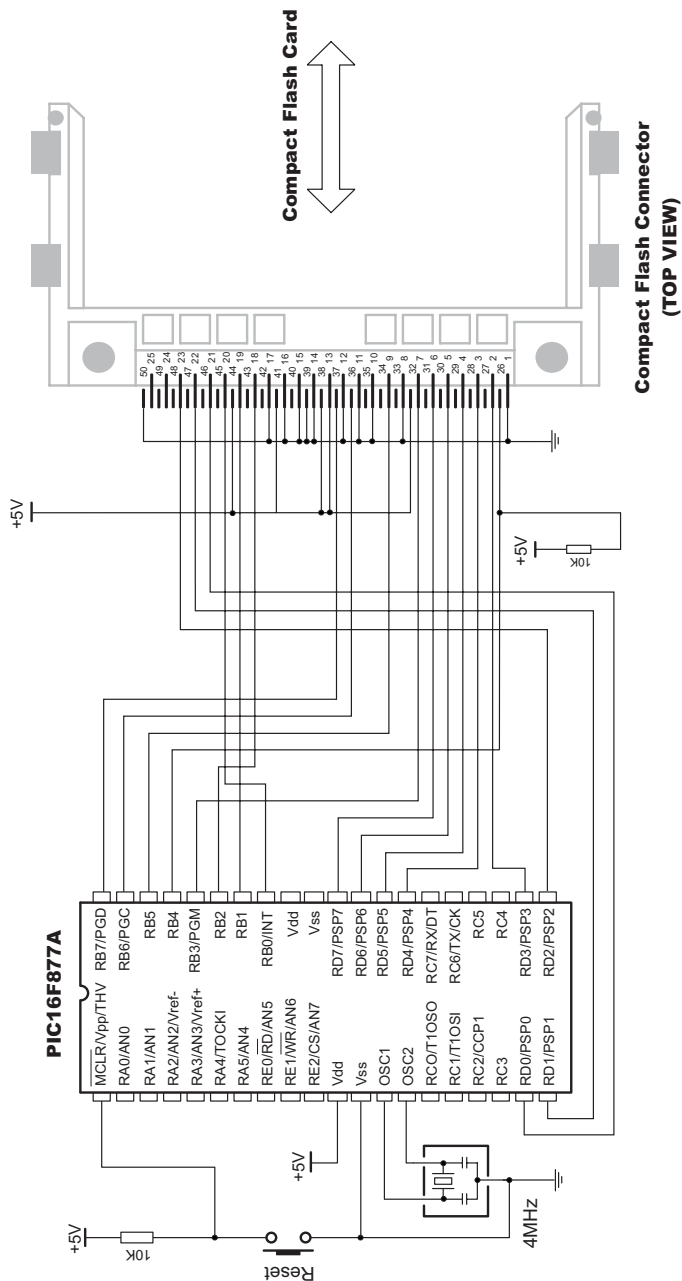 PIC16F877A
MCLR/Vpp/THV
RA0/AN0
RA1/AN1
RA2/AN2/Vref-
RA3/AN3/Vref+
RA4/TOCKI
RA5/AN4
RE0/RD/AN5
RE1/WR/AN6
RE2/CS/AN7
Vdd
Vss
OSC1
OSC2
RC0/T1OSO
RC1/T1OSI
RC2/CCP1
RC3
RD0/PSP0
RD1/PSP1
RB7/PGD
RB6/PGC
RB5
RB4
RB3/PGM
RB2
RB1
RB0/INT
Vdd
Vss
RD7/PSP7
RD6/PSP6
RD5/PSP5
RD4/PSP4
RC7/RX/DT
RC6/TX/CK
RC5
RC4
RD3/PSP3
RD2/PSP2
+5V
10K
Reset
+5V
4MHz
+5V
+5V
10K
50
25
49
24
48
23
47
22
46
21
45
20
44
19
43
18
42
17
41
16
40
15
39
14
38
13
37
12
36
11
35
10
34
9
33
8
32
7
31
6
30
5
29
4
28
3
27
2
26
1
Compact Flash Card
Compact Flash Connector
(TOP VIEW)